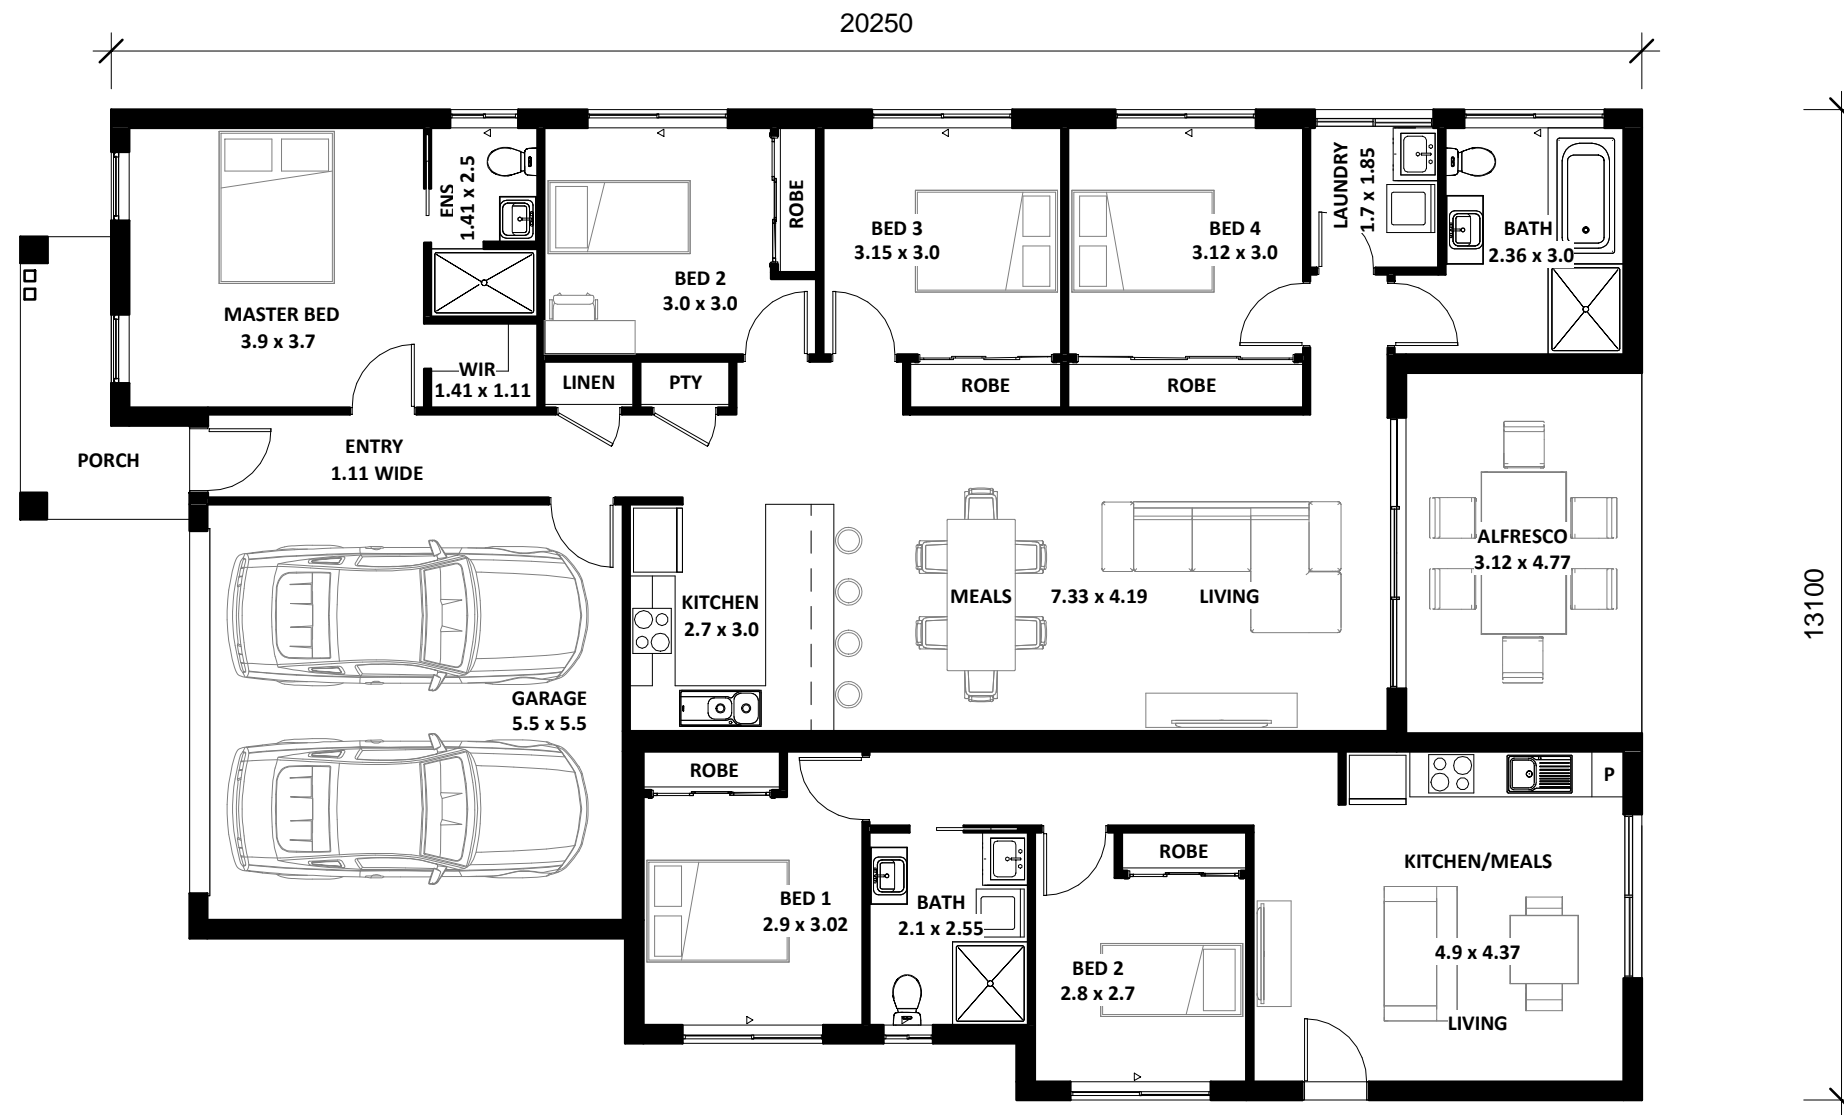 20250
ENS
1.41 x 2.5
ROBE
LAUNDRY
1.7 x 1.85
BED 3
3.15 x 3.0
BED 4
3.12 x 3.0
BATH
2.36 x 3.0
BED 2
3.0 x 3.0
MASTER BED
3.9 x 3.7
WIR
1.41 x 1.11
LINEN
PTY
ROBE
ROBE
PORCH
ENTRY
1.11 WIDE
ALFRESCO
3.12 x 4.77
13100
KITCHEN
2.7 x 3.0
MEALS
7.33 x 4.19
LIVING
GARAGE
5.5 x 5.5
ROBE
P
ROBE
KITCHEN/MEALS
BED 1
2.9 x 3.02
BATH
2.1 x 2.55
4.9 x 4.37
BED 2
2.8 x 2.7
LIVING